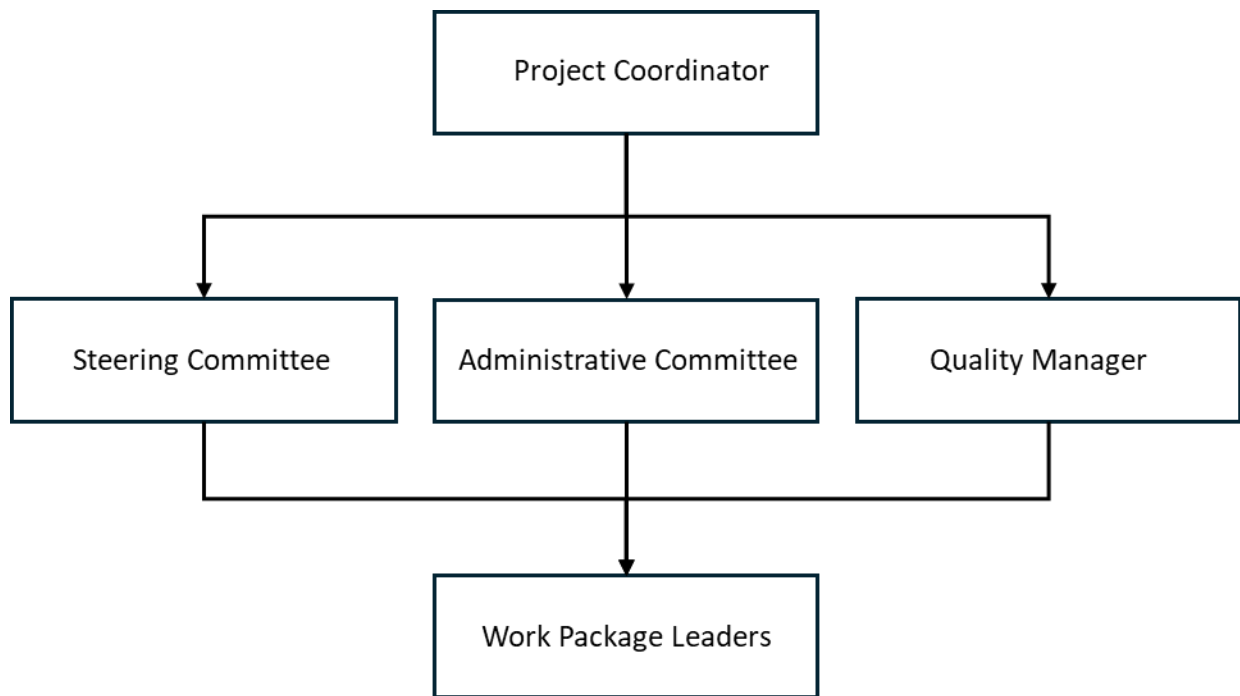 Project Coordinator
Steering Committee
Administrative Committee
Quality Manager
Work Package Leaders